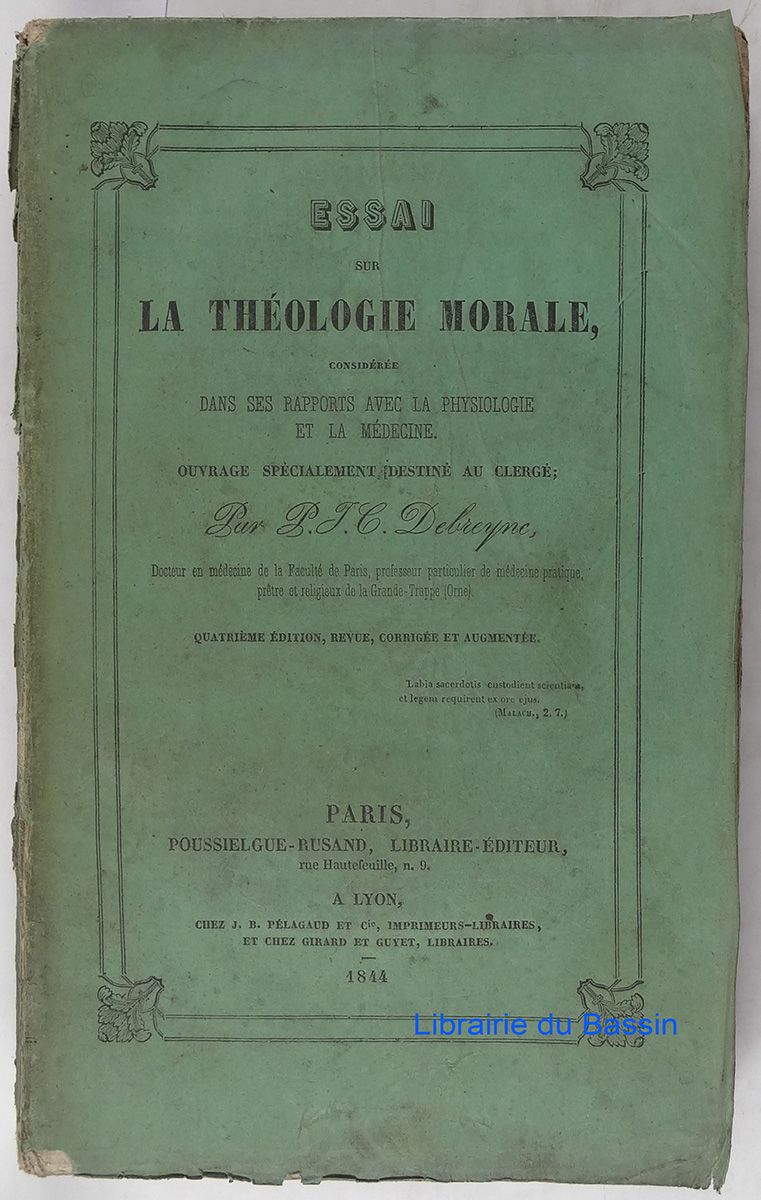 ESSAI
SUR
LA THÉOLOGIE MORALE,
CONSIDÉRÉE
DANS SES RAPPORTS AVEC LA PHYSIOLOGIE
ET LA MÉDECINE.
OUVRAGE SPÉCIALEMENT DESTINÉ AU CLERGÉ;
Par P. J. C. Debreyne,
Docteur en médecine de la Faculté de Paris, professeur particulier de médecine pratique,
prêtre et religieux de la Grande-Trappe (Orne).
QUATRIÈME ÉDITION, REVUE, CORRIGÉE ET AUGMENTÉE.
Labia sacerdotis custodient scientiam,
et legem requirent ex ore ejus.
(MALACH., 2. 7.)
PARIS,
POUSSIELGUE-RUSAND, LIBRAIRE-ÉDITEUR,
rue Hautefeuille, n. 9.
A LYON,
CHEZ J. B. PÉLAGAUD ET Cie, IMPRIMEURS-LIBRAIRES,
ET CHEZ GIRARD ET GUYET, LIBRAIRES.
1844
Librairie du Bassin